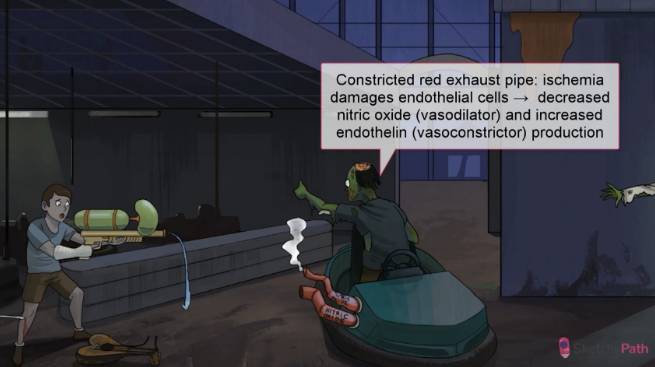 Constricted red exhaust pipe: ischemia
damages endothelial cells → decreased
nitric oxide (vasodilator) and increased
endothelin (vasoconstrictor) production
NITRIC
SketchyPath